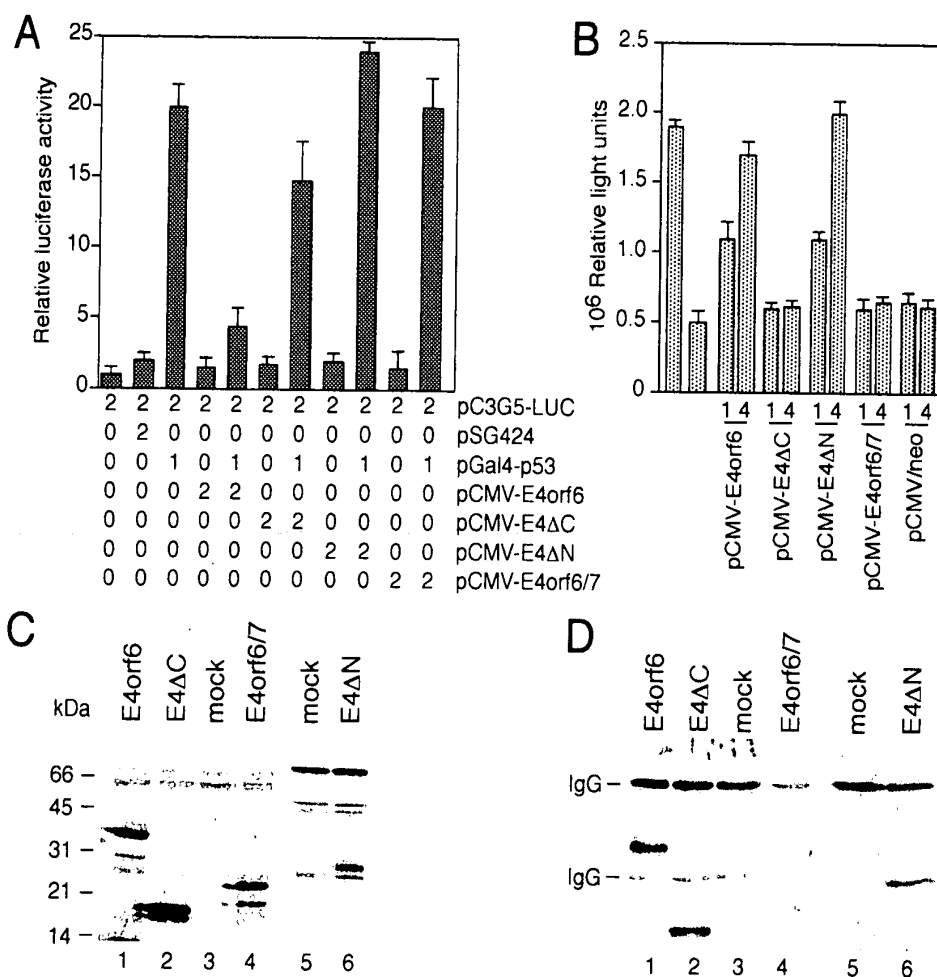 A
Relative luciferase activity
25
20
15
10
5
0
2 2 2 2 2 2 2 2 2 2 2 pC3G5-LUC
0 2 0 0 0 0 0 0 0 0 0 pSG424
0 0 1 0 1 0 1 0 1 0 1 pGal4-p53
0 0 0 2 2 0 0 0 0 0 0 pCMV-E4orf6
0 0 0 0 0 2 2 0 0 0 0 pCMV-E4ΔC
0 0 0 0 0 0 0 2 2 0 0 pCMV-E4ΔN
0 0 0 0 0 0 0 0 0 2 2 pCMV-E4orf6/7
B
10⁶ Relative light units
2.5
2.0
1.5
1.0
0.5
0
1 4 1 4 1 4 1 4 1 4
pCMV-E4orf6
pCMV-E4ΔC
pCMV-E4ΔN
pCMV-E4orf6/7
pCMV/neo
C
kDa
E4orf6
E4ΔC
mock
E4orf6/7
mock
E4ΔN
66
45
31
21
14
1 2 3 4 5 6
D
E4orf6
E4ΔC
mock
E4orf6/7
mock
E4ΔN
IgG
IgG
1 2 3 4 5 6